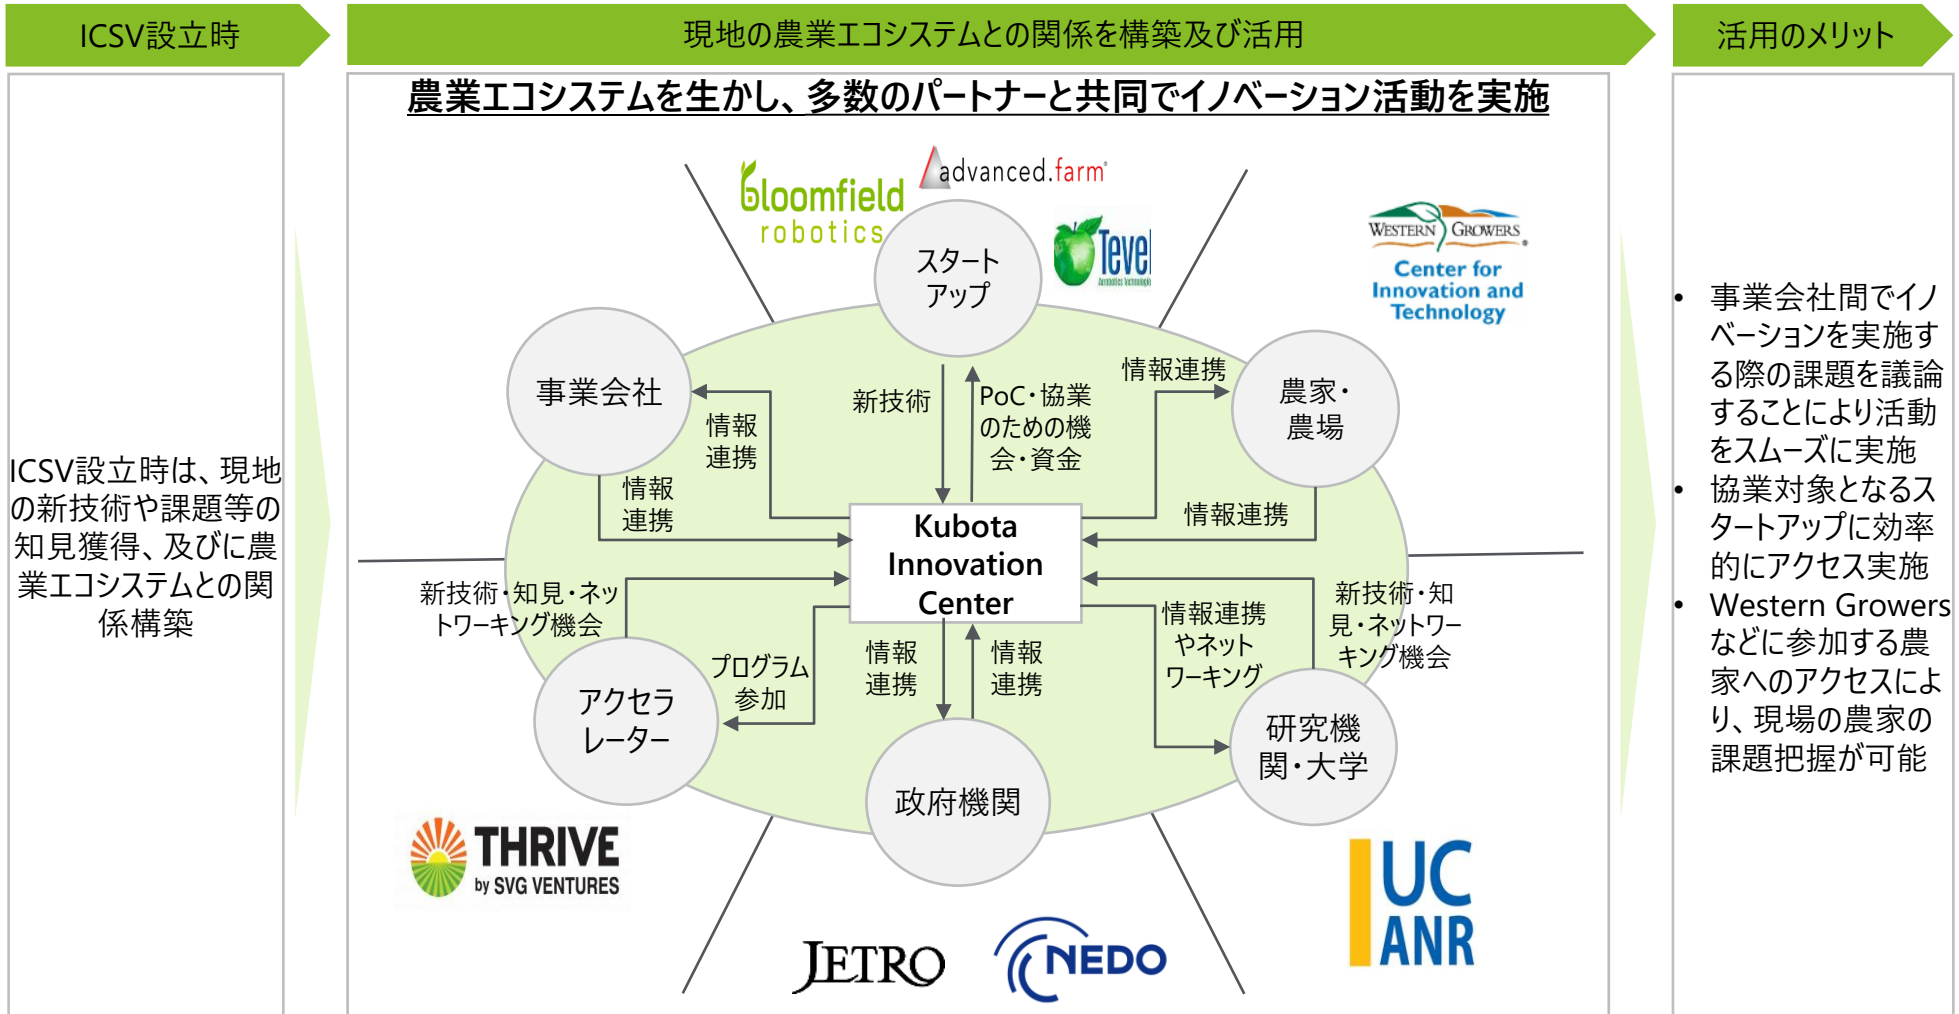 ICSV設立時
現地の農業エコシステムとの関係を構築及び活用
活用のメリット
ICSV設立時は、現地
の新技術や課題等の
知見獲得、及びに農
業エコシステムとの関
係構築
農業エコシステムを生かし、多数のパートナーと共同でイノベーション活動を実施
bloomfield
robotics
advanced.farm
Tevel
Aerobotics Technologies
WESTERN GROWERS
Center for
Innovation and
Technology
スタート
アップ
事業会社
農家・
農場
新技術
PoC・協業
のための機
会・資金
情報連携
情報連携
情報
連携
情報
連携
Kubota
Innovation
Center
新技術・知見・ネッ
トワーキング機会
プログラム
参加
情報
連携
情報
連携
情報連携
やネット
ワーキング
新技術・知
見・ネットワー
キング機会
アクセラ
レーター
政府機関
研究機
関・大学
THRIVE
by SVG VENTURES
JETRO
NEDO
UC
ANR
• 事業会社間でイノ
ベーションを実施す
る際の課題を議論
することにより活動
をスムーズに実施
• 協業対象となるス
タートアップに効率
的にアクセス実施
• Western Growers
などに参加する農
家へのアクセスによ
り、現場の農家の
課題把握が可能